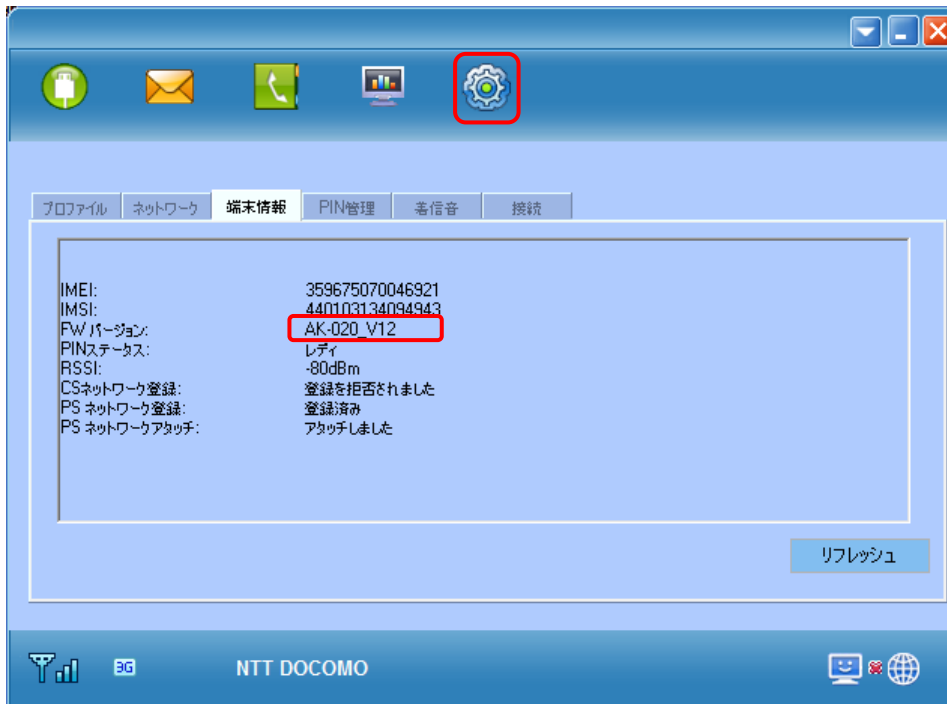 プロファイル ネットワーク 端末情報 PIN管理 着信音 接続
IMEI: 359675070046921
IMSI: 440103134094943
FW バージョン: AK-020_V12
PINステータス: レディ
RSSI: -80dBm
CSネットワーク登録: 登録を拒否されました
PS ネットワーク登録: 登録済み
PS ネットワークアタッチ: アタッチしました
リフレッシュ
3G NTT DOCOMO